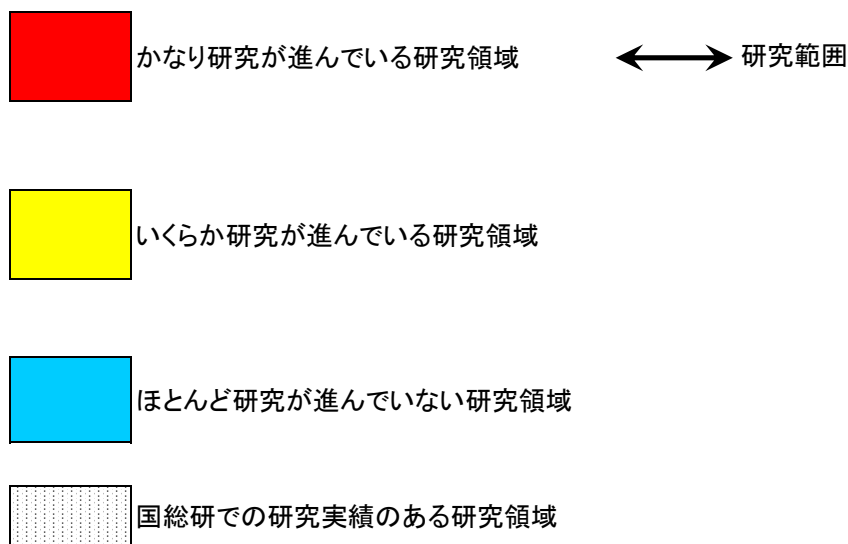 かなり研究が進んでいる研究領域
研究範囲
いくらか研究が進んでいる研究領域
ほとんど研究が進んでいない研究領域
国総研での研究実績のある研究領域